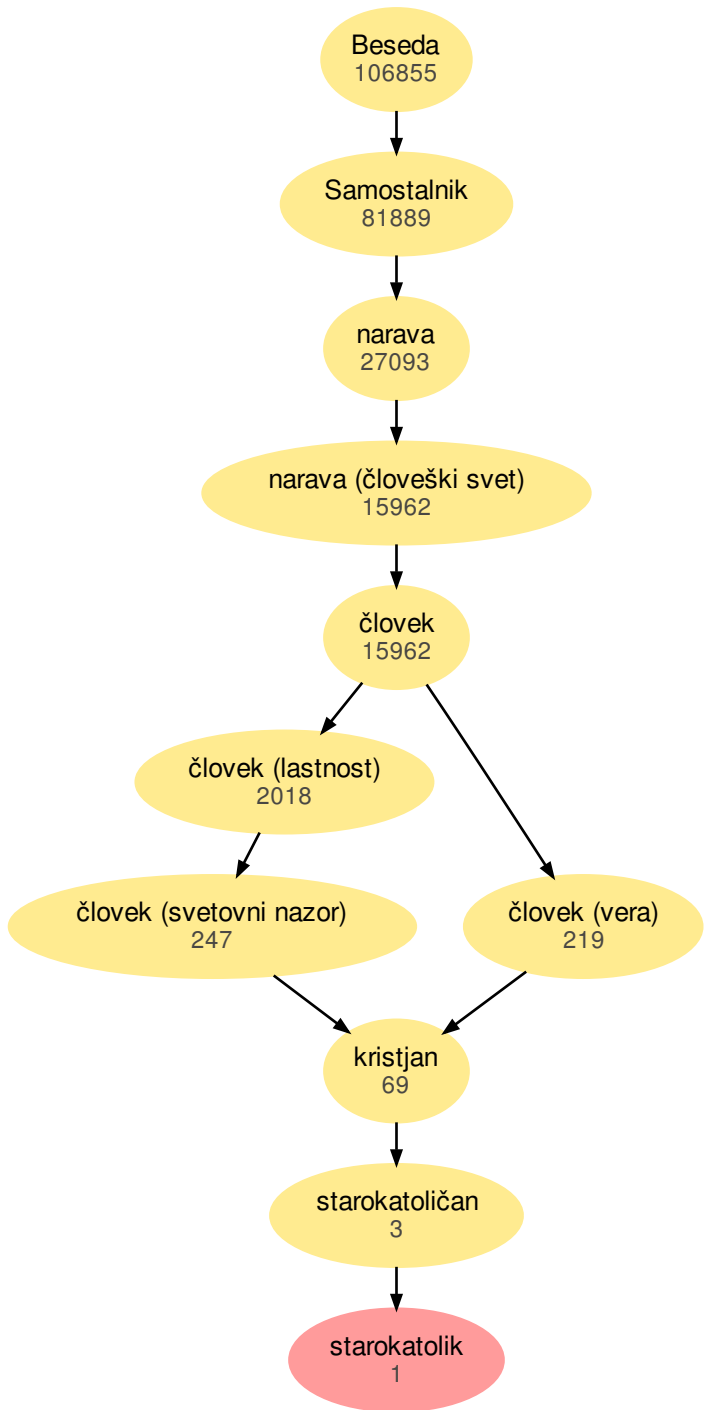 Beseda
106855
Samostalnik
81889
narava
27093
narava (človeški svet)
15962
človek
15962
človek (lastnost)
2018
človek (svetovni nazor)
247
človek (vera)
219
kristjan
69
starokatoličan
3
starokatolik
1